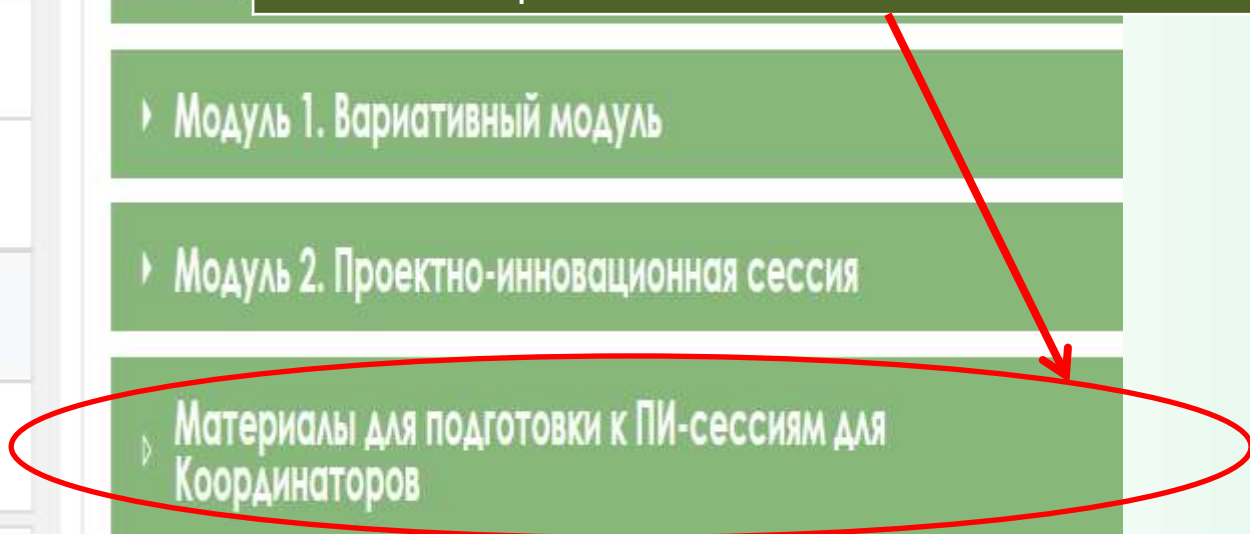 Модуль 1. Вариативный модуль
Модуль 2. Проектно-инновационная сессия
Материалы для подготовки к ПИ-сессиям для
Координаторов